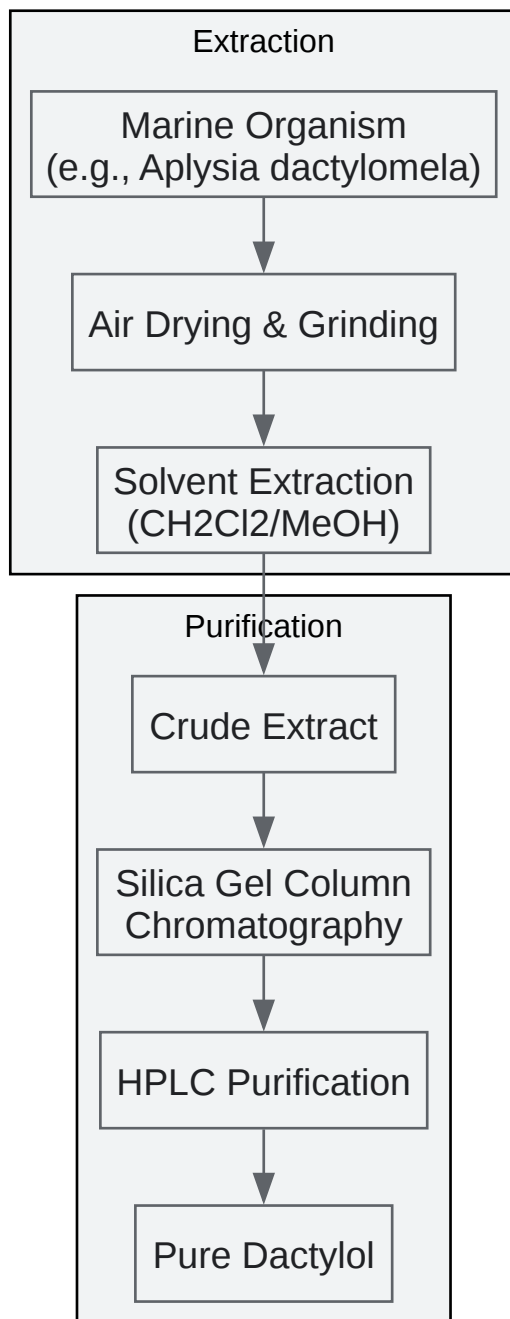 Extraction
Marine Organism
(e.g., Aplysia dactylomela)
Air Drying & Grinding
Solvent Extraction
(CH2Cl2/MeOH)
Purification
Crude Extract
Silica Gel Column
Chromatography
HPLC Purification
Pure Dactylol